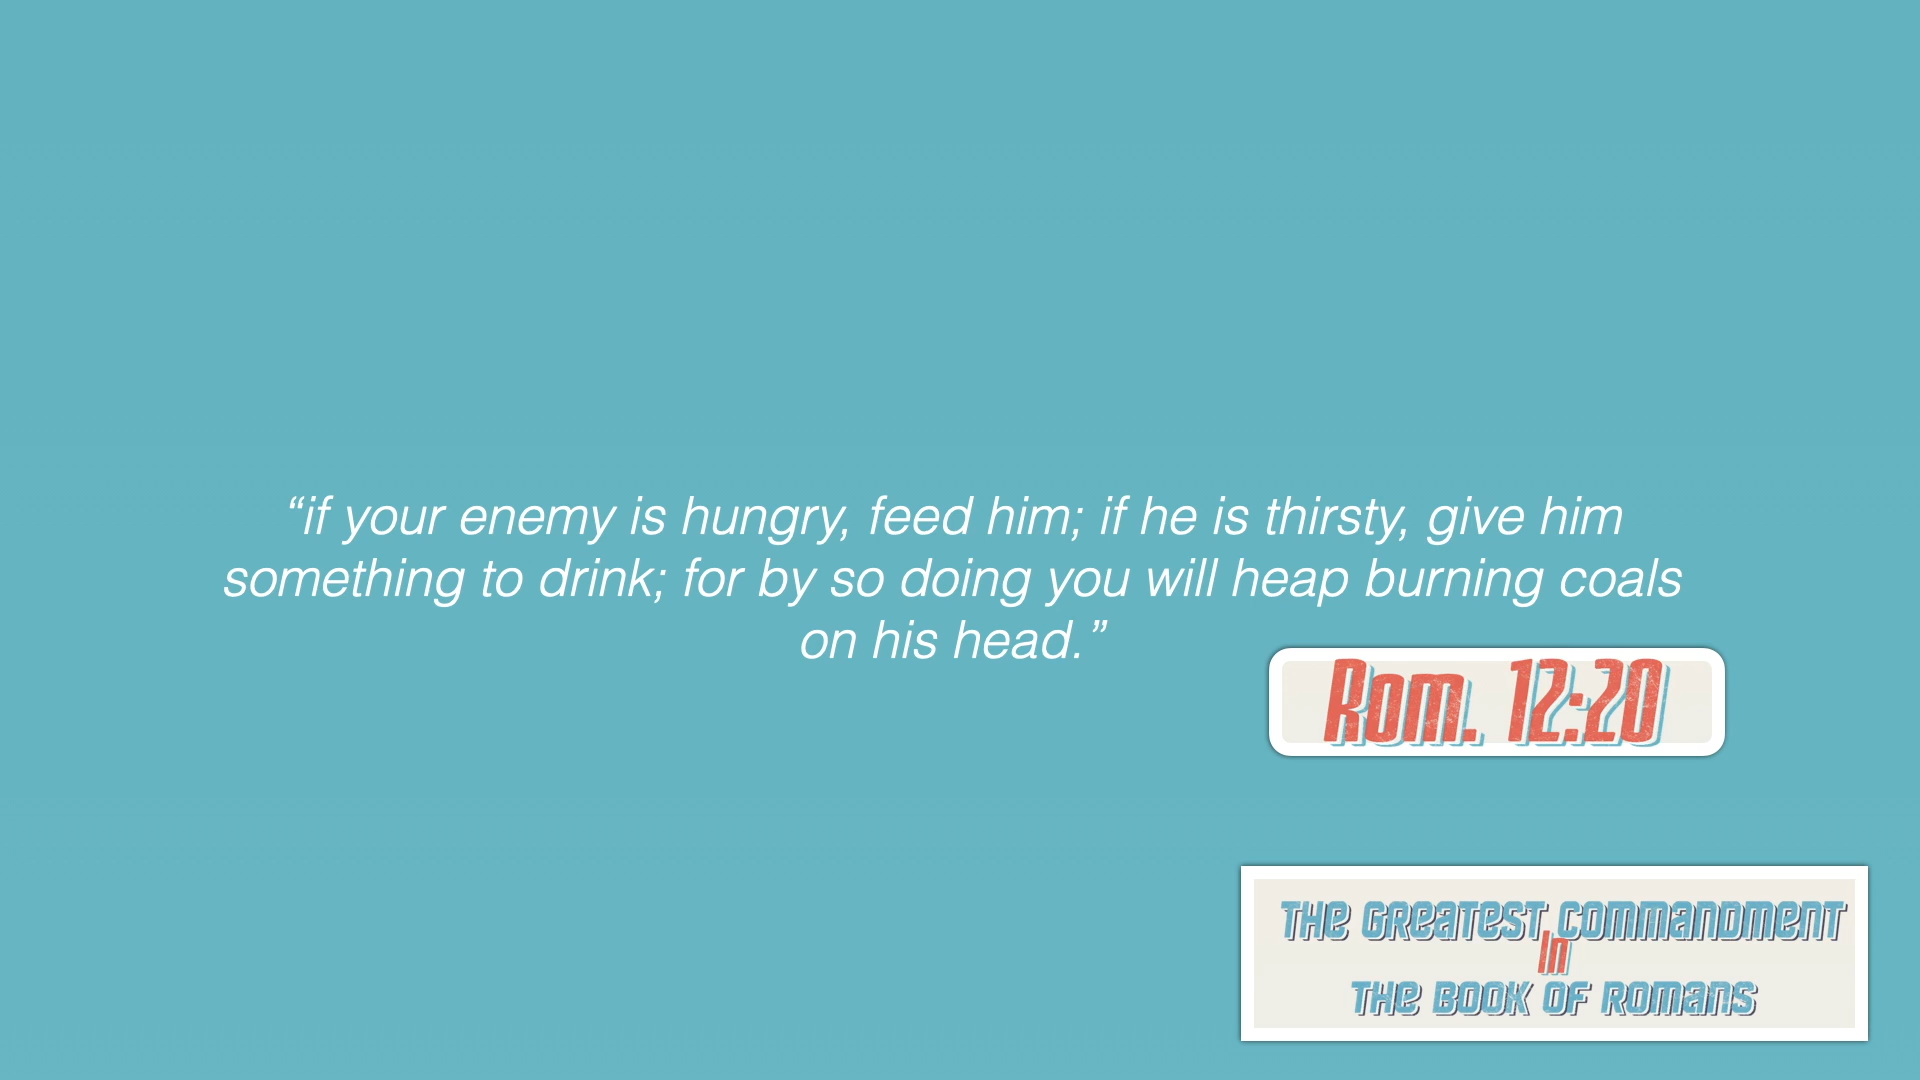 “if your enemy is hungry, feed him; if he is thirsty, give him
something to drink; for by so doing you will heap burning coals
on his head.”
Rom. 12:20
The Greatest Commandment
In
The Book of Romans